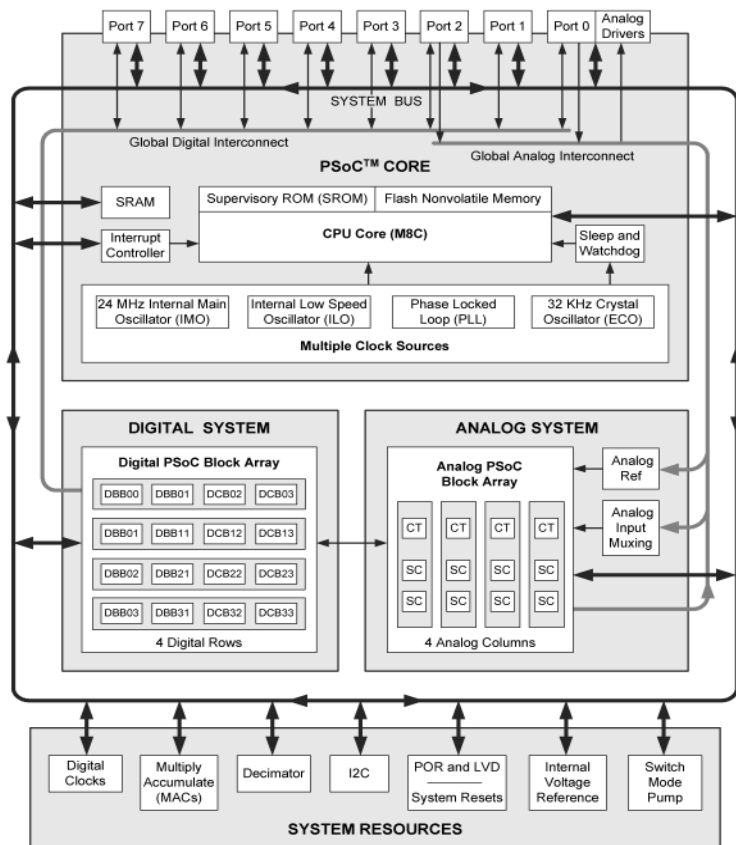 Port 7 Port 6 Port 5 Port 4 Port 3 Port 2 Port 1 Port 0 Analog
Drivers
SYSTEM BUS
Global Digital Interconnect
Global Analog Interconnect
PSoC™ CORE
SRAM
Supervisory ROM (SROM) Flash Nonvolatile Memory
CPU Core (M8C)
Interrupt
Controller
Sleep and
Watchdog
24 MHz Internal Main
Oscillator (IMO)
Internal Low Speed
Oscillator (ILO)
Phase Locked
Loop (PLL)
32 KHz Crystal
Oscillator (ECO)
Multiple Clock Sources
DIGITAL SYSTEM
Digital PSoC Block Array
DBB00 DBB01 DCB02 DCB03
DBB01 DBB11 DCB12 DCB13
DBB02 DBB21 DCB22 DCB23
DBB03 DBB31 DCB32 DCB33
4 Digital Rows
ANALOG SYSTEM
Analog PSoC
Block Array
CT CT CT CT
SC SC SC SC
SC SC SC SC
4 Analog Columns
Analog
Ref
Analog
Input
Muxing
Digital
Clocks
Multiply
Accumulate
(MACs)
Decimator
I2C
POR and LVD
System Resets
Internal
Voltage
Reference
Switch
Mode
Pump
SYSTEM RESOURCES